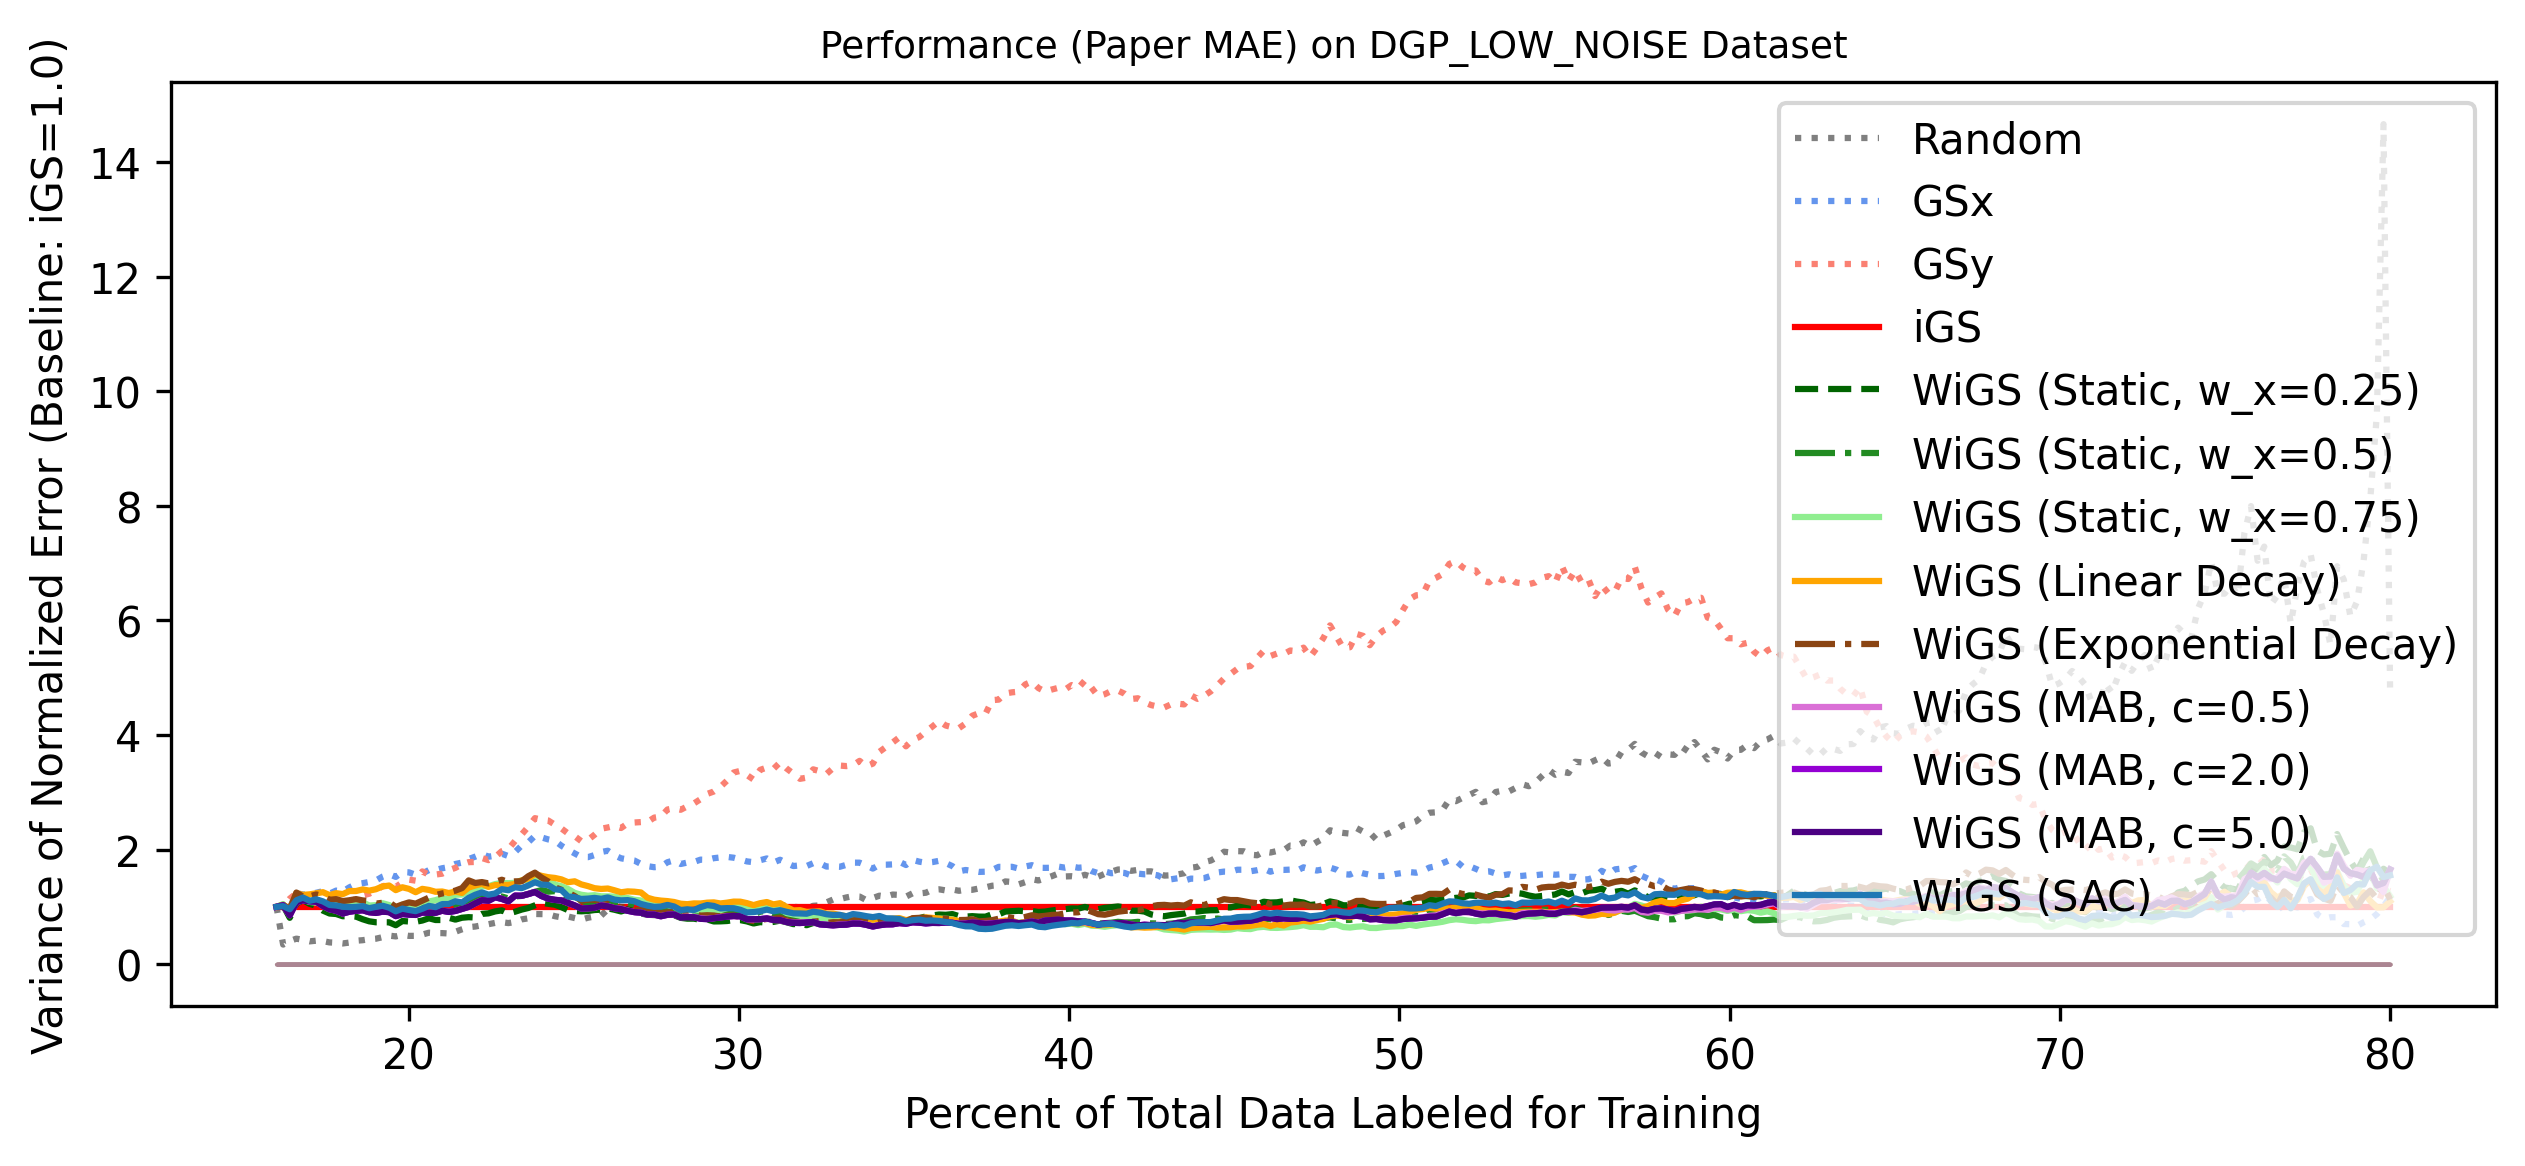 Performance (Paper MAE) on DGP_LOW_NOISE Dataset
Variance of Normalized Error (Baseline: iGS=1.0)
14
12
10
8
6
4
2
0
Random
GSx
GSy
iGS
WiGS (Static, w_x=0.25)
WiGS (Static, w_x=0.5)
WiGS (Static, w_x=0.75)
WiGS (Linear Decay)
WiGS (Exponential Decay)
WiGS (MAB, c=0.5)
WiGS (MAB, c=2.0)
WiGS (MAB, c=5.0)
WiGS (SAC)
20 30 40 50 60 70 80
Percent of Total Data Labeled for Training